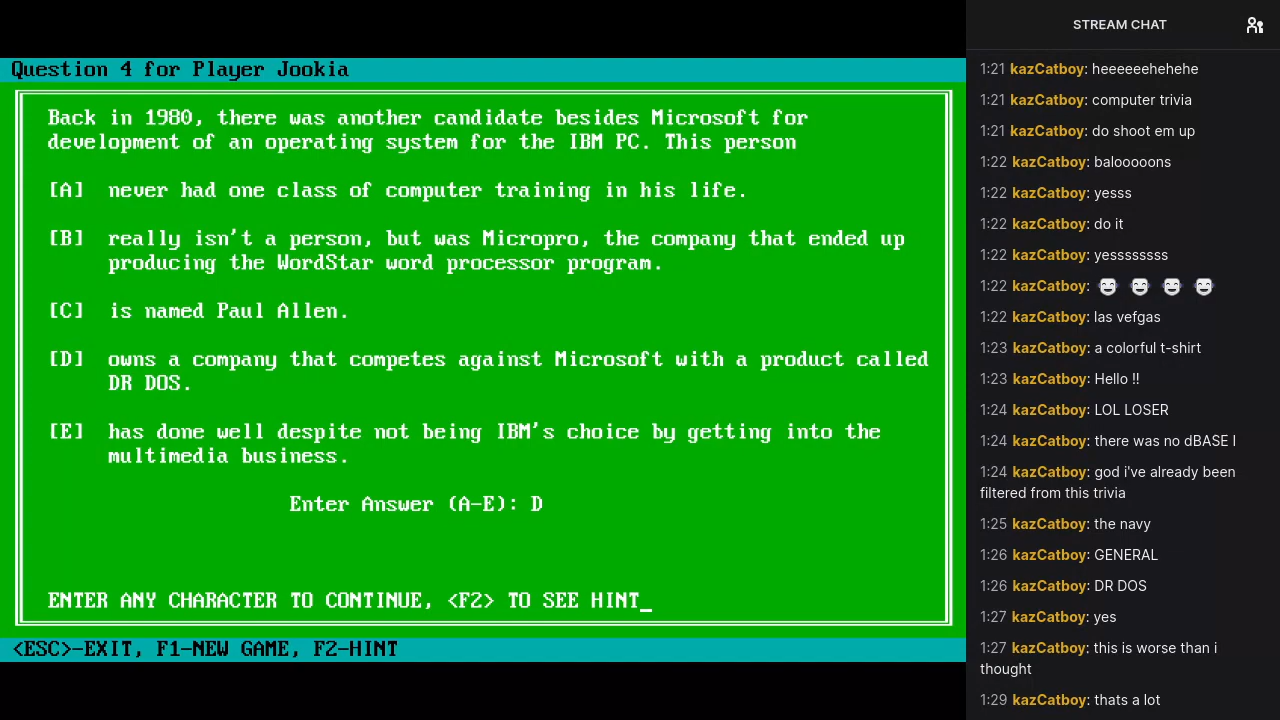 Question 4 for Player Jookia
Back in 1980, there was another candidate besides Microsoft for
development of an operating system for the IBM PC. This person
[A] never had one class of computer training in his life.
[B] really isn't a person, but was Micropro, the company that ended up
producing the WordStar word processor program.
[C] is named Paul Allen.
[D] owns a company that competes against Microsoft with a product called
DR DOS.
[E] has done well despite not being IBM's choice by getting into the
multimedia business.
Enter Answer (A-E): D
ENTER ANY CHARACTER TO CONTINUE, <F2> TO SEE HINT_
<ESC>-EXIT, F1-NEW GAME, F2-HINT
STREAM CHAT
1:21 kazCatboy: heeeeeehehehe
1:21 kazCatboy: computer trivia
1:21 kazCatboy: do shoot em up
1:22 kazCatboy: balooooons
1:22 kazCatboy: yesss
1:22 kazCatboy: do it
1:22 kazCatboy: yessssssss
1:22 kazCatboy:
1:22 kazCatboy: las vefgas
1:23 kazCatboy: a colorful t-shirt
1:23 kazCatboy: Hello !!
1:24 kazCatboy: LOL LOSER
1:24 kazCatboy: there was no dBASE I
1:24 kazCatboy: god i've already been
filtered from this trivia
1:25 kazCatboy: the navy
1:26 kazCatboy: GENERAL
1:26 kazCatboy: DR DOS
1:27 kazCatboy: yes
1:27 kazCatboy: this is worse than i
thought
1:29 kazCatboy: thats a lot